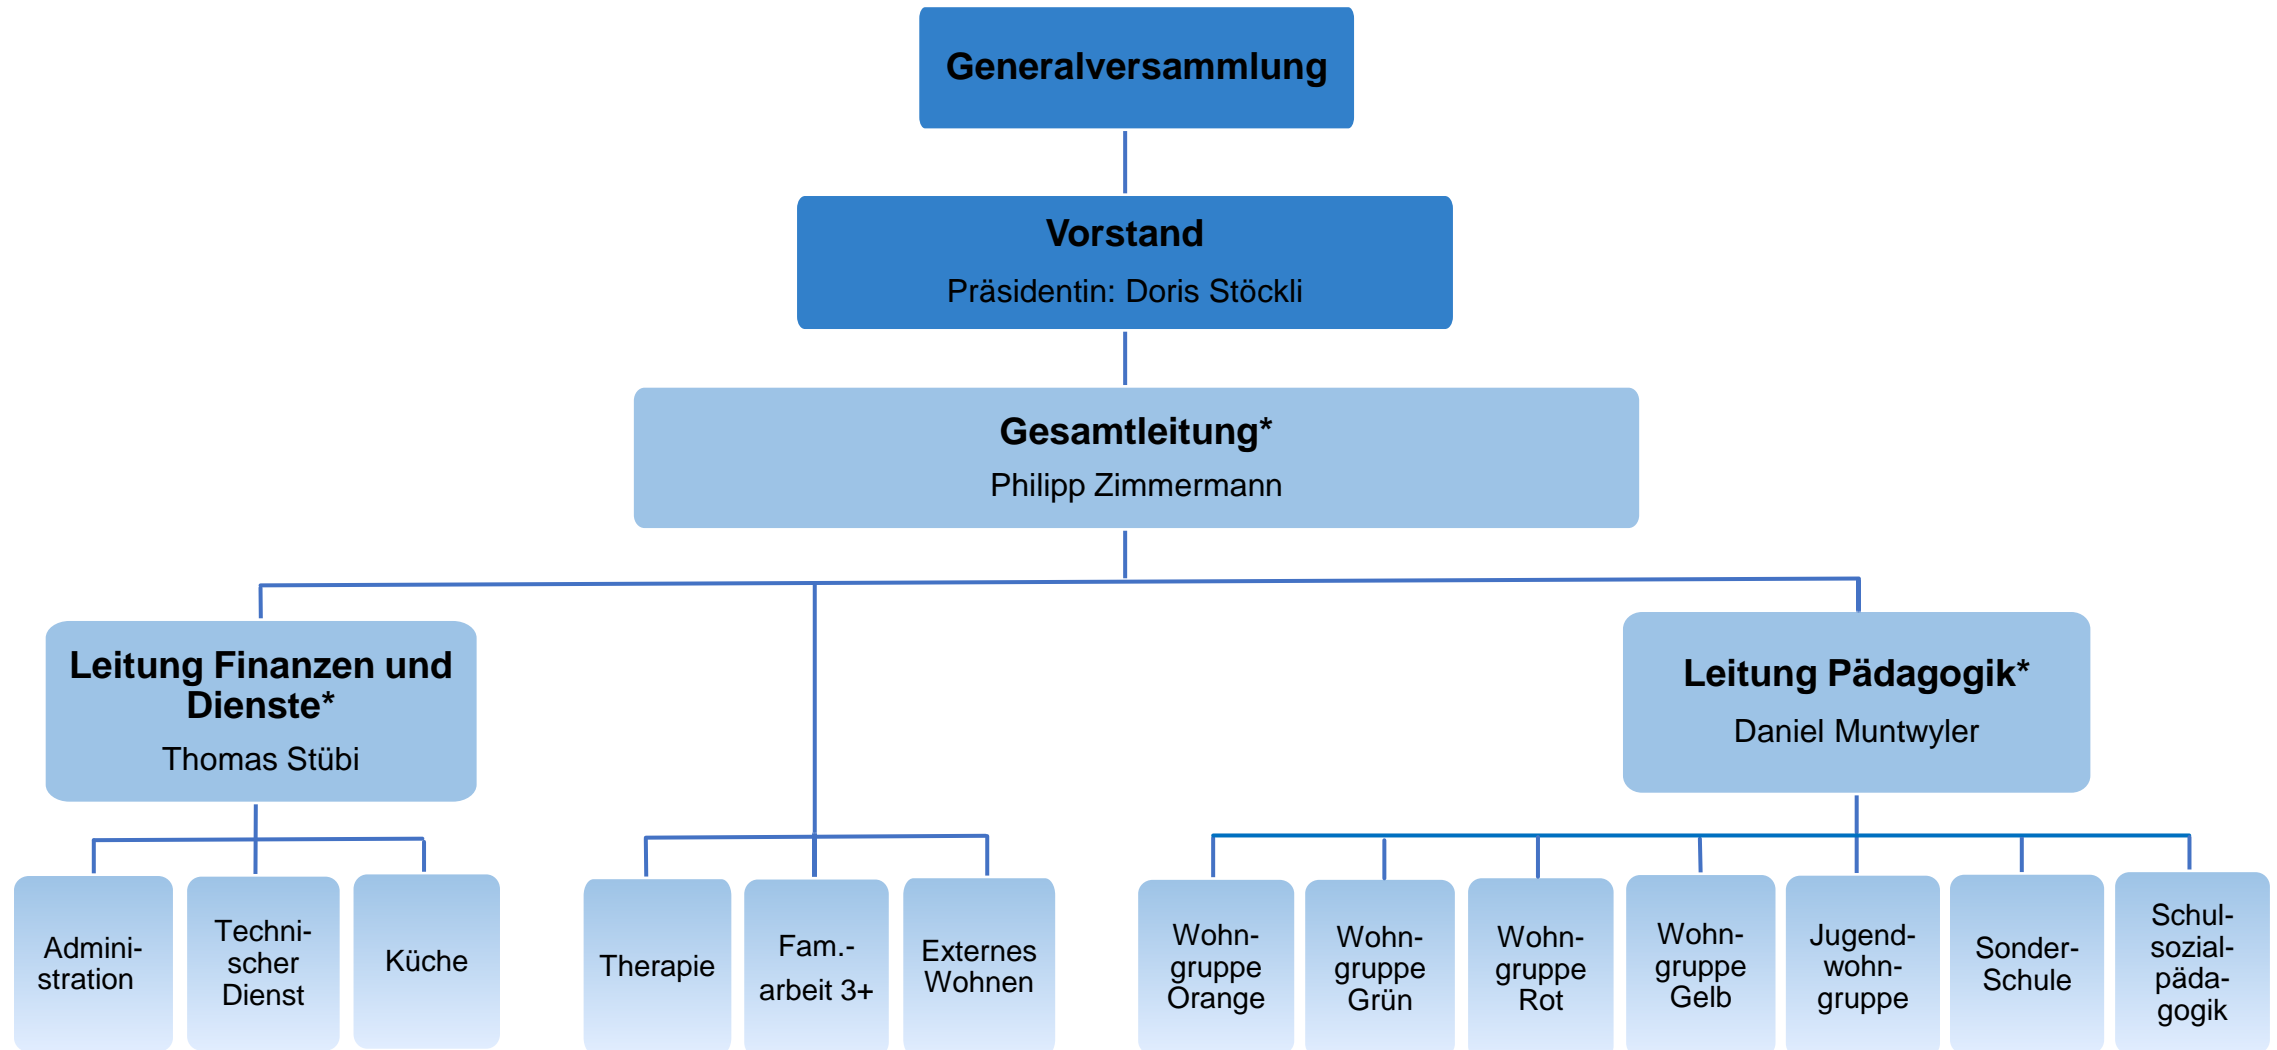 Generalversammlung
Vorstand
Präsidentin: Doris Stöckli
Gesamtleitung*
Philipp Zimmermann
Leitung Finanzen und
Dienste*
Thomas Stübi
Leitung Pädagogik*
Daniel Muntwyler
Admini-
stration
Techni-
scher
Dienst
Küche
Therapie
Fam.-
arbeit 3+
Externes
Wohnen
Wohn-
gruppe
Orange
Wohn-
gruppe
Grün
Wohn-
gruppe
Rot
Wohn-
gruppe
Gelb
Jugend-
wohn-
gruppe
Sonder-
Schule
Schul-
sozial-
päda-
gogik